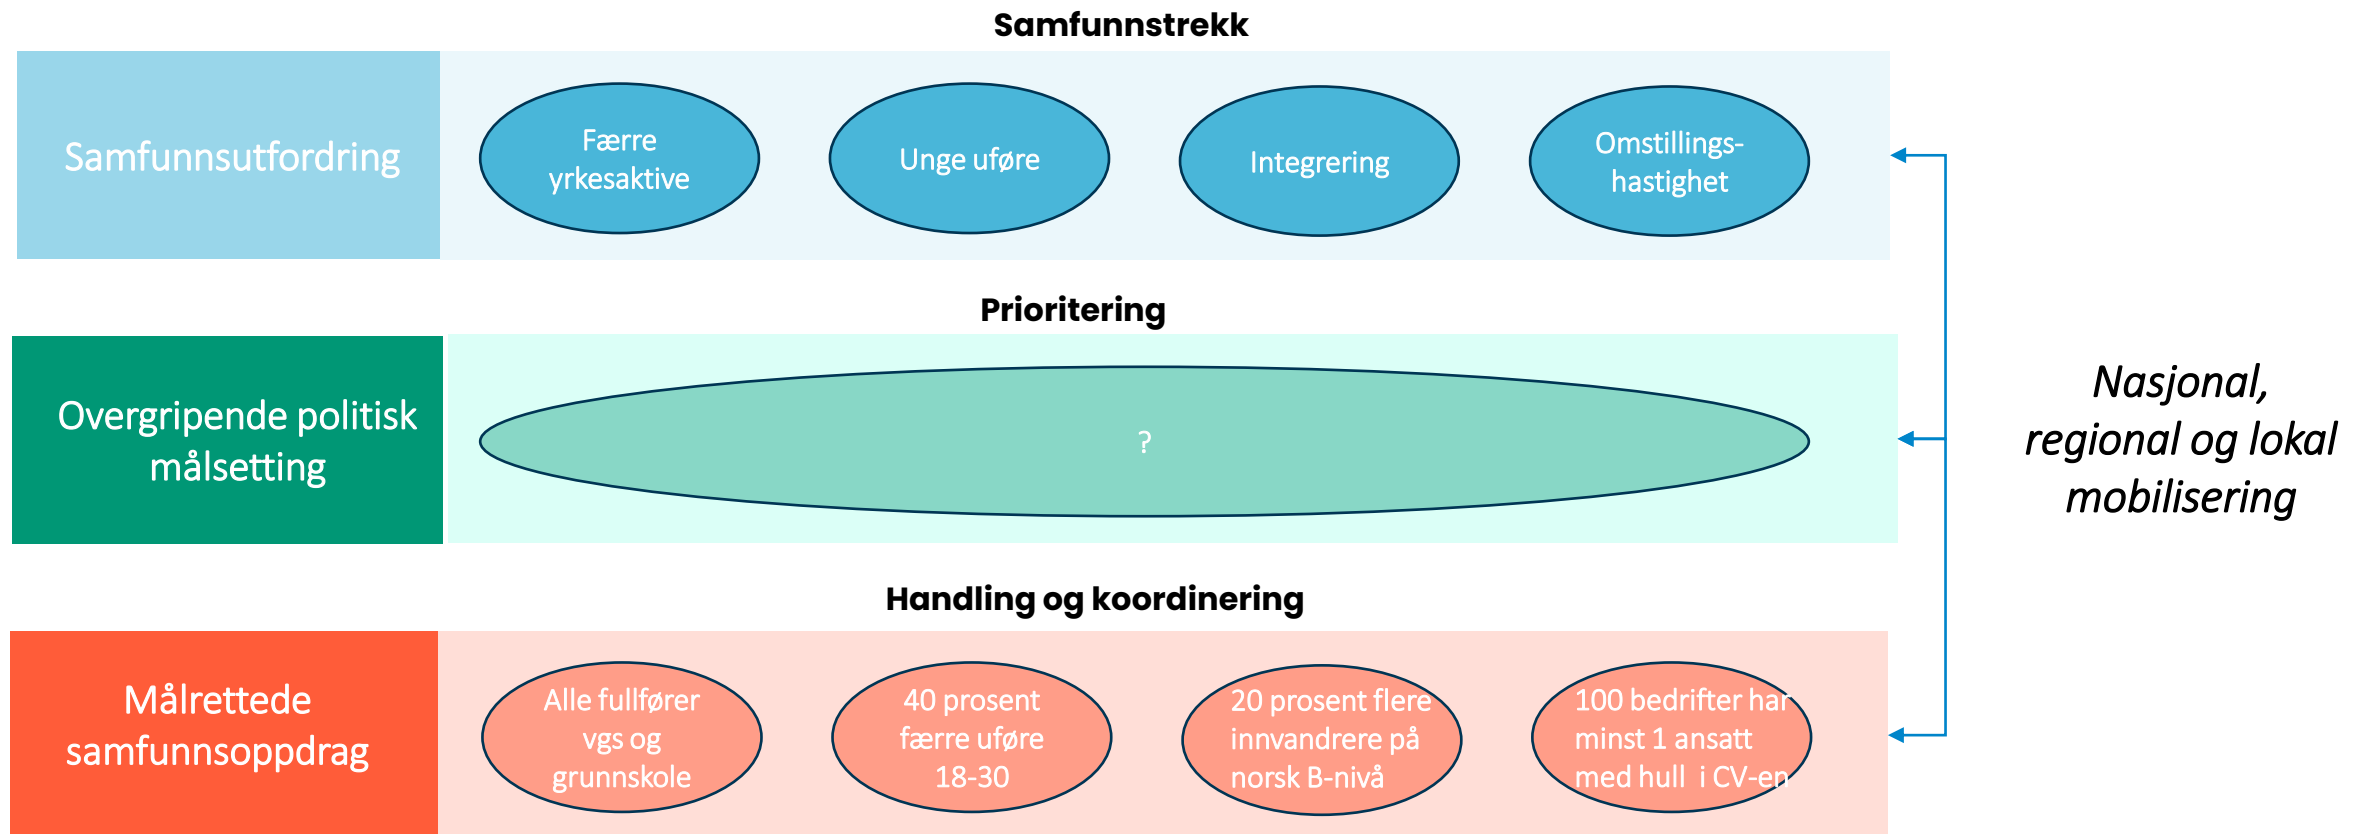 Samfunnstrekk
Samfunnsutfordring
Færre
yrkesaktive
Unge uføre
Integrering
Omstillings-
hastighet
Prioritering
Overgripende politisk
målsetting
?
Nasjonal,
regional og lokal
mobilisering
Handling og koordinering
Målrettede
samfunnsoppdrag
Alle fullfører
vgs og
grunnskole
40 prosent
færre uføre
18-30
20 prosent flere
innvandrere på
norsk B-nivå
100 bedrifter har
minst 1 ansatt
med hull  i CV-en